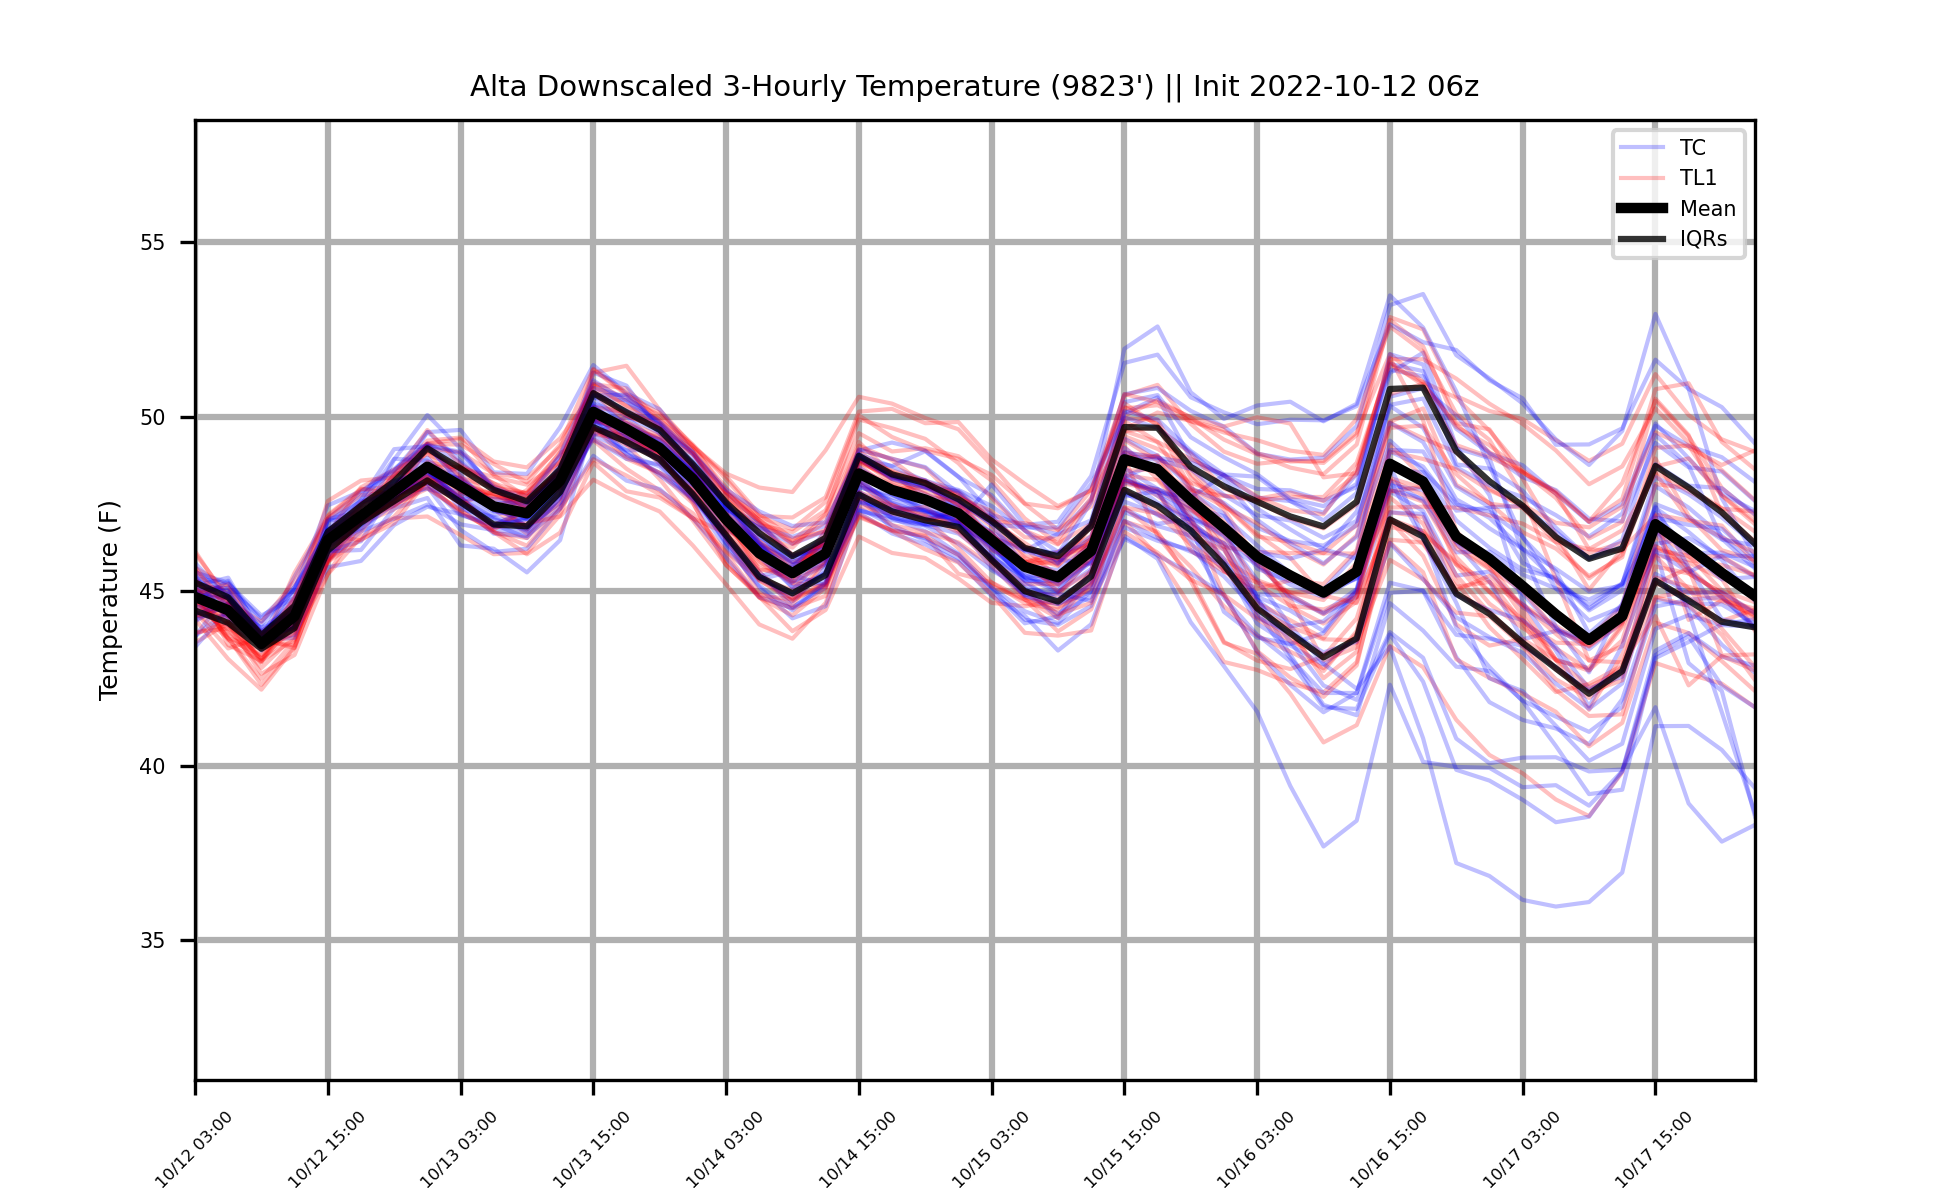 Alta Downscaled 3-Hourly Temperature (9823') || Init 2022-10-12 06z
TC
TL1
Mean
IQRs
Temperature (F)
55
50
45
40
35
10/12 03:00
10/12 15:00
10/13 03:00
10/13 15:00
10/14 03:00
10/14 15:00
10/15 03:00
10/15 15:00
10/16 03:00
10/16 15:00
10/17 03:00
10/17 15:00